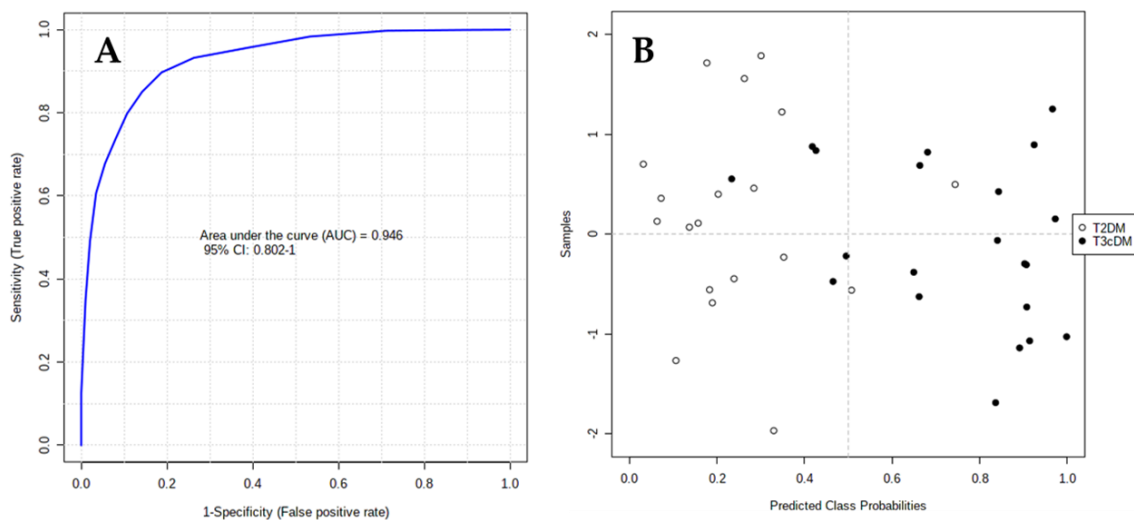 A
1.0
0.8
0.6
0.4
0.2
0.0
Sensitivity (True positive rate)
Area under the curve (AUC) = 0.946
95% CI: 0.802-1
0.0 0.2 0.4 0.6 0.8 1.0
1-Specificity (False positive rate)
B
2
1
0
-1
-2
Samples
T2DM
T3cDM
0.0 0.2 0.4 0.6 0.8 1.0
Predicted Class Probabilities